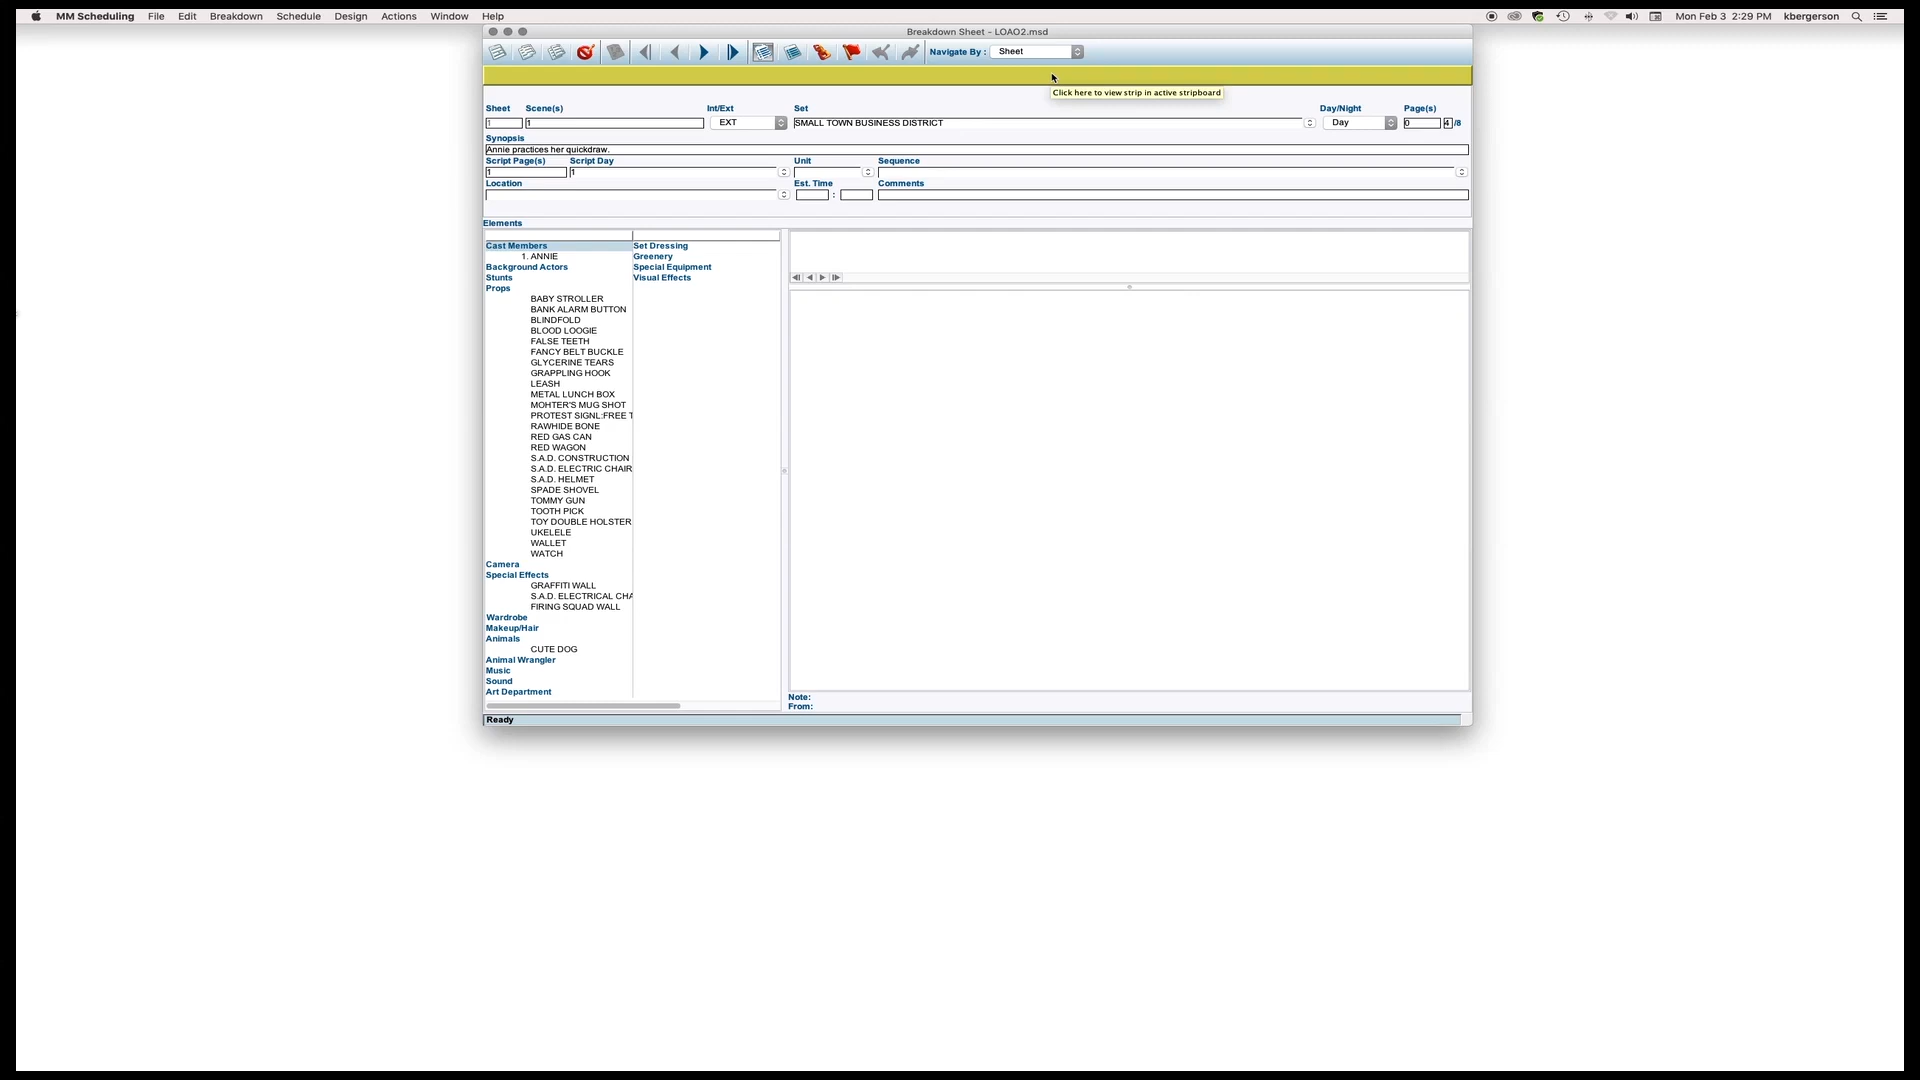 MM Scheduling File Edit Breakdown Schedule Design Actions Window Help Mon Feb 3 2:29 PM kbergerson
Breakdown Sheet - LOAO2.msd
Navigate By : Sheet
Click here to view strip in active stripboard
Sheet Scene(s) Int/Ext Set Day/Night Page(s)
1 1 EXT SMALL TOWN BUSINESS DISTRICT Day 0 4 /8
Synopsis
Annie practices her quickdraw.
Script Page(s) Script Day Unit Sequence
1 1
Location Est. Time Comments
:
Elements
Cast Members Set Dressing
1. ANNIE Greenery
Background Actors Special Equipment
Stunts Visual Effects
Props
BABY STROLLER
BANK ALARM BUTTON
BLINDFOLD
BLOOD LOOGIE
FALSE TEETH
FANCY BELT BUCKLE
GLYCERINE TEARS
GRAPPLING HOOK
LEASH
METAL LUNCH BOX
MOHTER'S MUG SHOT
PROTEST SIGNL:FREE T
RAWHIDE BONE
RED GAS CAN
RED WAGON
S.A.D. CONSTRUCTION
S.A.D. ELECTRIC CHAIR
S.A.D. HELMET
SPADE SHOVEL
TOMMY GUN
TOOTH PICK
TOY DOUBLE HOLSTER
UKELELE
WALLET
WATCH
Camera
Special Effects
GRAFFITI WALL
S.A.D. ELECTRICAL CHA
FIRING SQUAD WALL
Wardrobe
Makeup/Hair
Animals
CUTE DOG
Animal Wrangler
Music
Sound
Art Department
Note:
From:
Ready